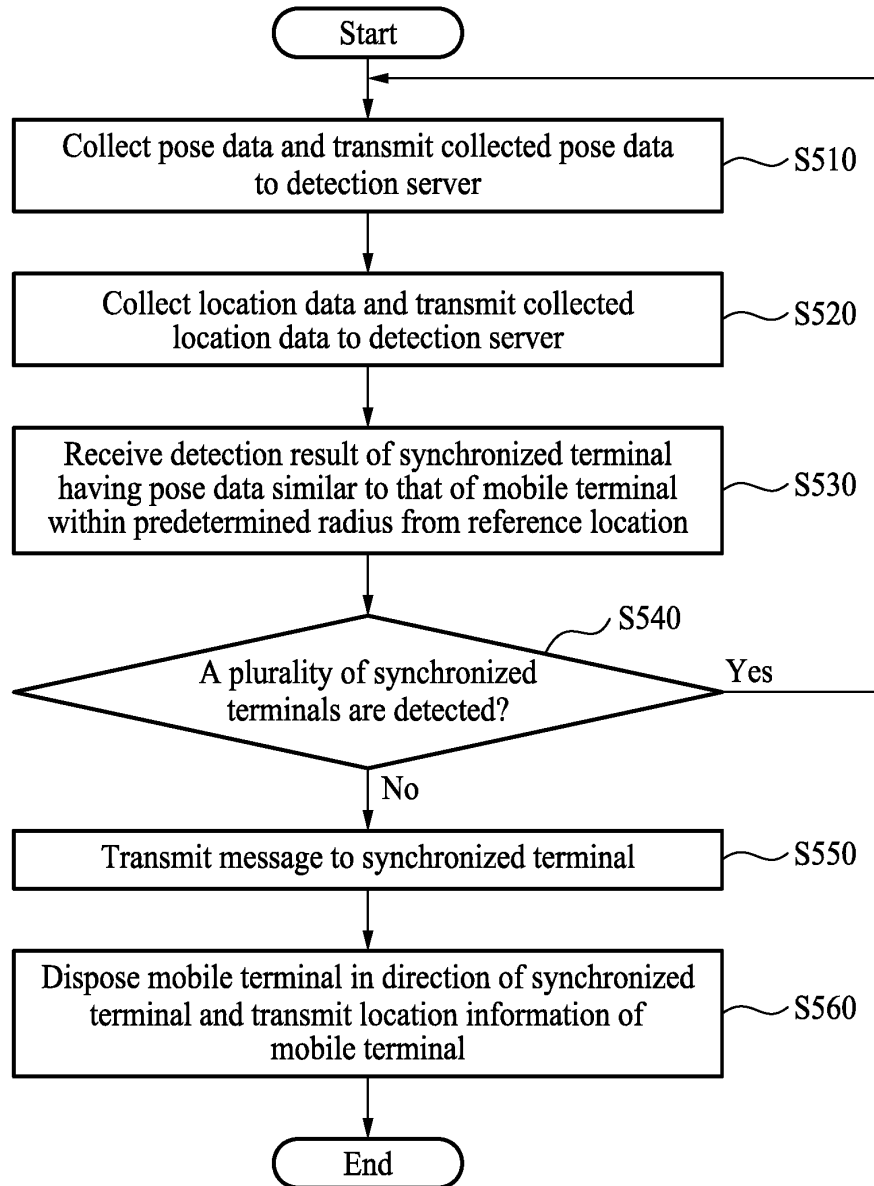 Start
Collect pose data and transmit collected pose data
to detection server
S510
Collect location data and transmit collected
location data to detection server
S520
Receive detection result of synchronized terminal
having pose data similar to that of mobile terminal
within predetermined radius from reference location
S530
S540
A plurality of synchronized
terminals are detected?
Yes
No
Transmit message to synchronized terminal
S550
Dispose mobile terminal in direction of synchronized
terminal and transmit location information of
mobile terminal
S560
End